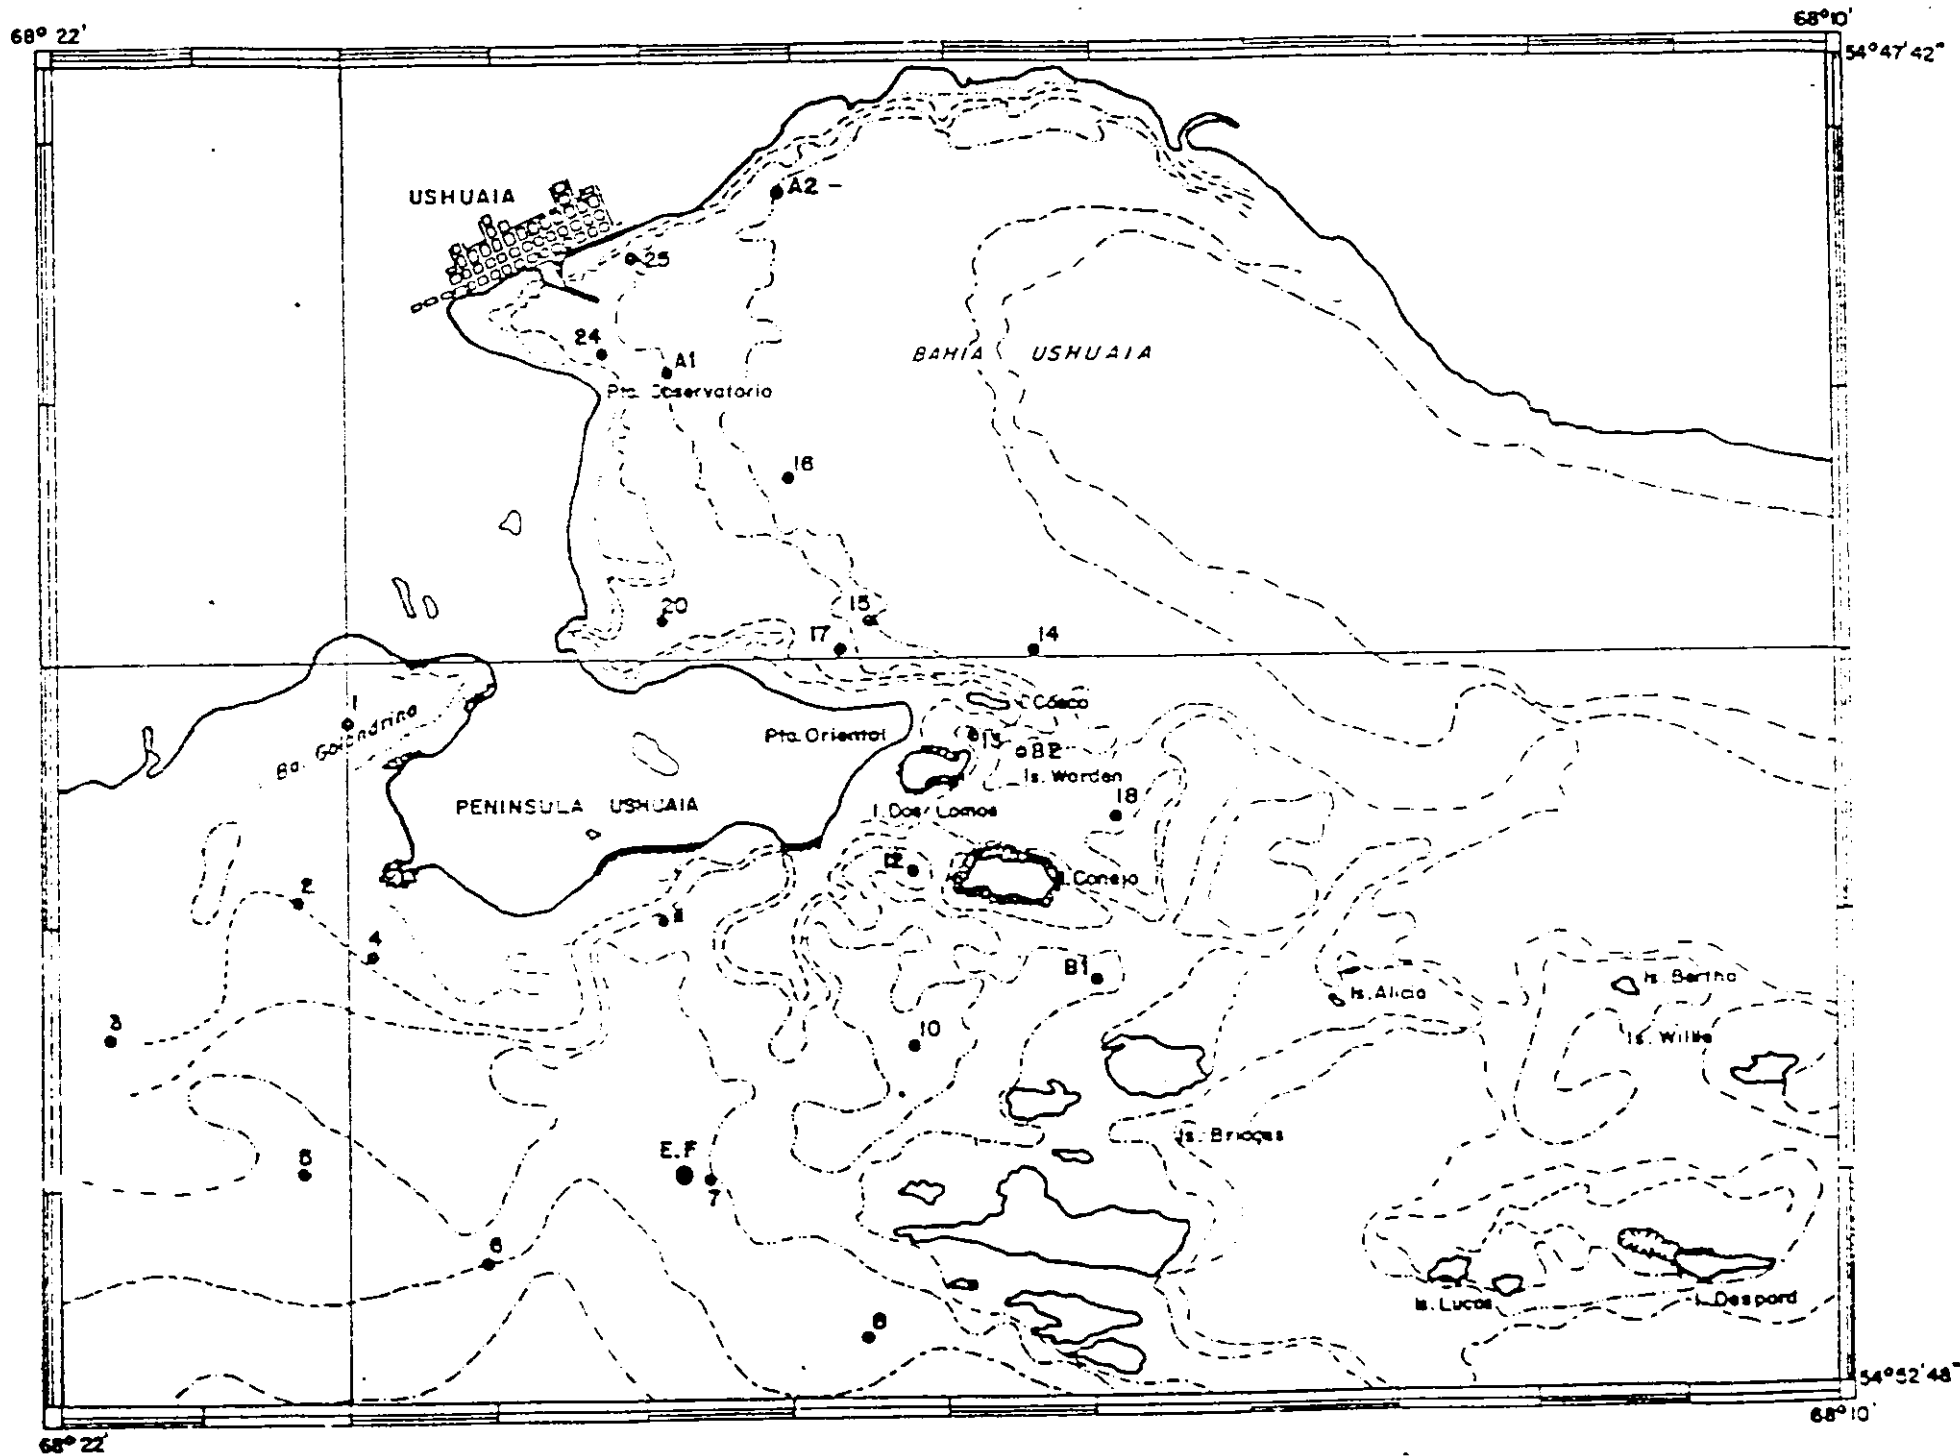 68° 22'
68°10'
54°47'42"
USHUAIA
A2
25
24
A1
Pta. Observatorio
BAHIA USHUAIA
16
20
15
17
14
1
Ba. Golondrina
I. Casco
Pta. Oriental
13
B2
Is. Warden
PENINSULA USHUAIA
I. Dos Lomos
18
12
I. Conejo
2
4
B1
Is. Alicia
Is. Bertha
3
10
Is. Willie
Is. Bridges
5
E.F
7
6
8
Is. Lucas
I. Despard
54°52'48"
68°10'
68°22'